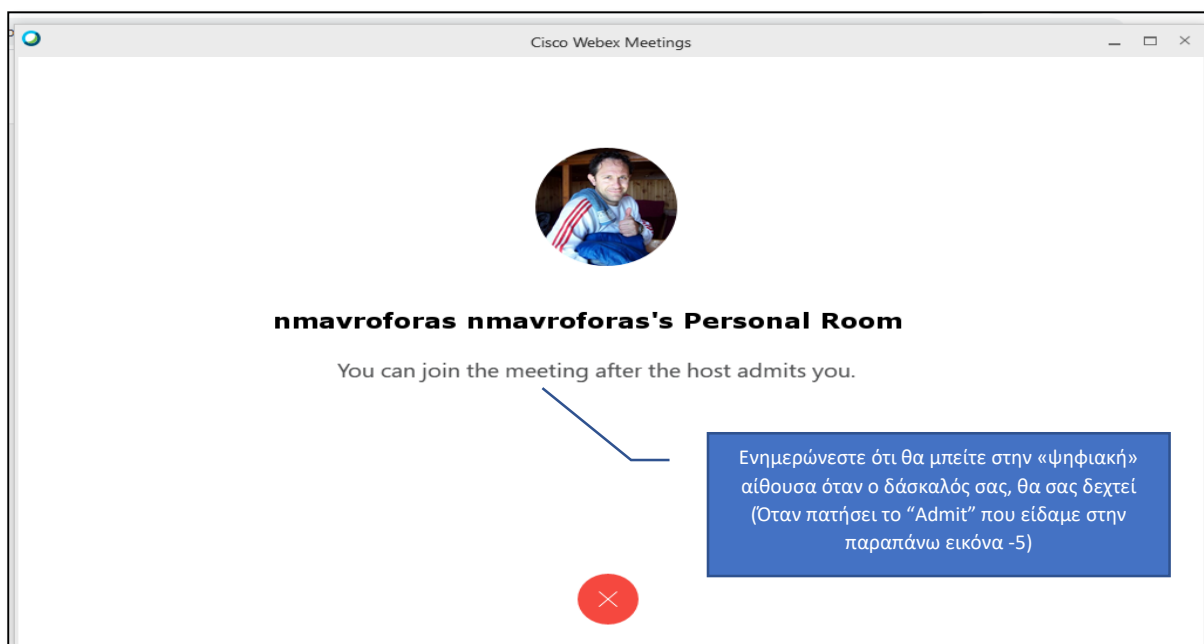 Cisco Webex Meetings
nmavroforas nmavroforas's Personal Room
You can join the meeting after the host admits you.
Ενημερώνεστε ότι θα μπείτε στην «ψηφιακή»
αίθουσα όταν ο δάσκαλός σας, θα σας δεχτεί
(Όταν πατήσει το “Admit” που είδαμε στην
παραπάνω εικόνα -5)